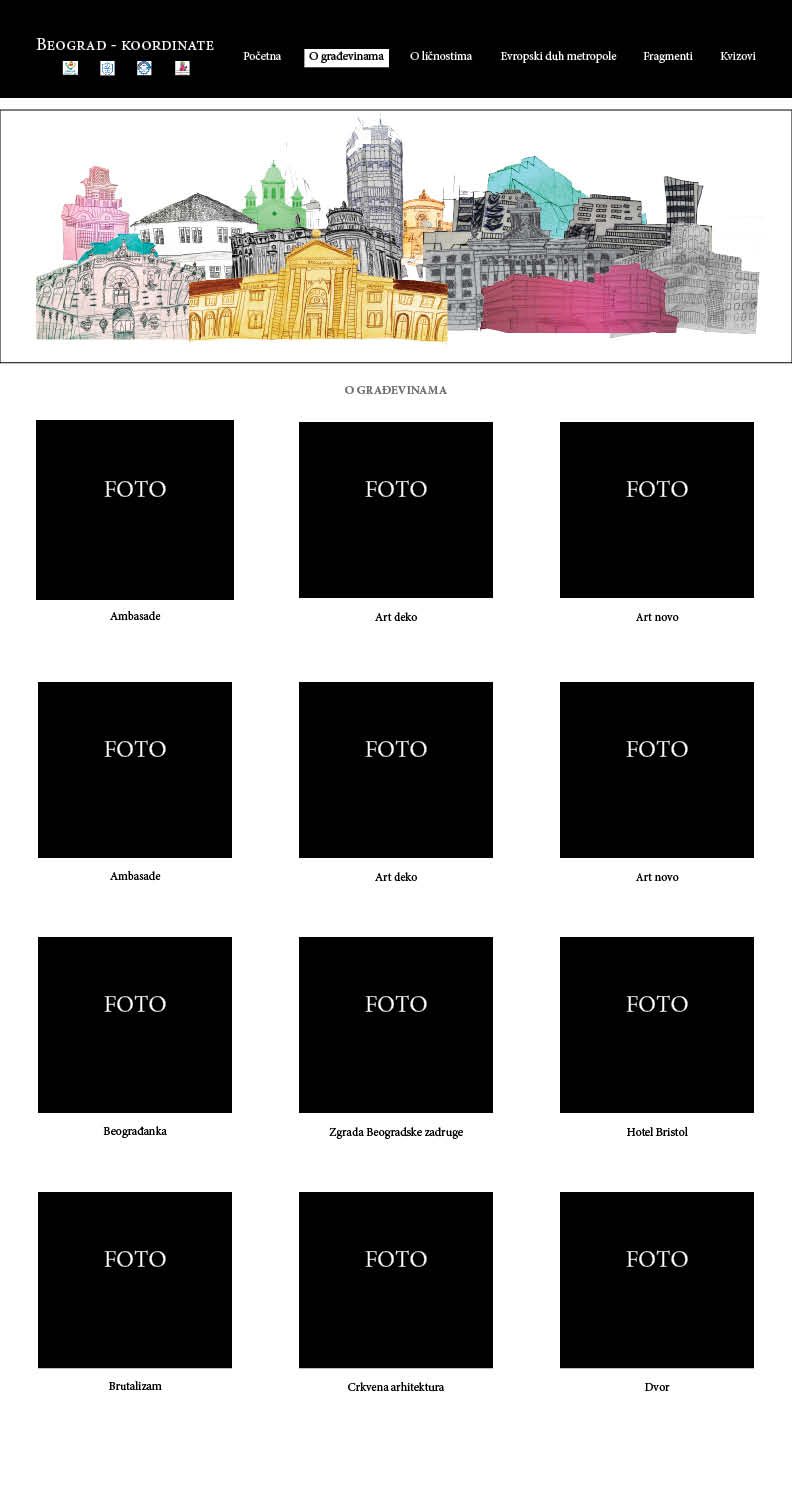 Beograd - koordinate
Početna
O građevinama
O ličnostima
Evropski duh metropole
Fragmenti
Kvizovi
O GRAĐEVINAMA
FOTO
FOTO
FOTO
Ambasade
Art deko
Art novo
FOTO
FOTO
FOTO
Ambasade
Art deko
Art novo
FOTO
FOTO
FOTO
Beograđanka
Zgrada Beogradske zadruge
Hotel Bristol
FOTO
FOTO
FOTO
Brutalizam
Crkvena arhitektura
Dvor